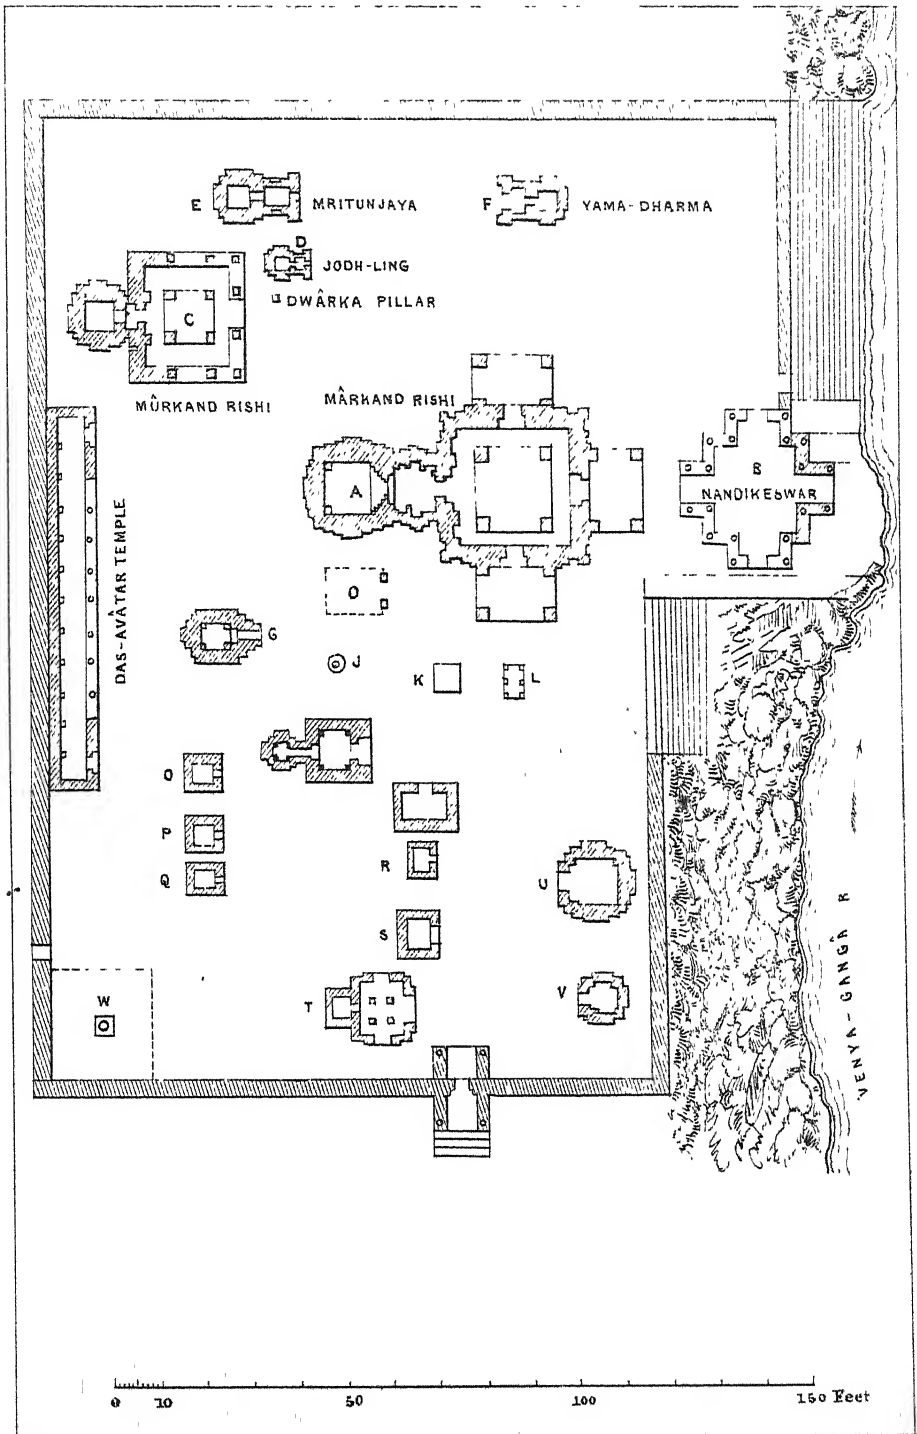 E MRITUNJAYA
F YAMA-DHARMA
D
JODH-LING
DWÂRKA PILLAR
C
MÛRKAND RISHI
MÂRKAND RISHI
A
B
NANDIKESWAR
DAS-AVÂTAR TEMPLE
O
G
J
K
L
O
P
Q
R
S
T
U
V
W
VENYA-GANGÂ R
0 10 50 100 150 Feet